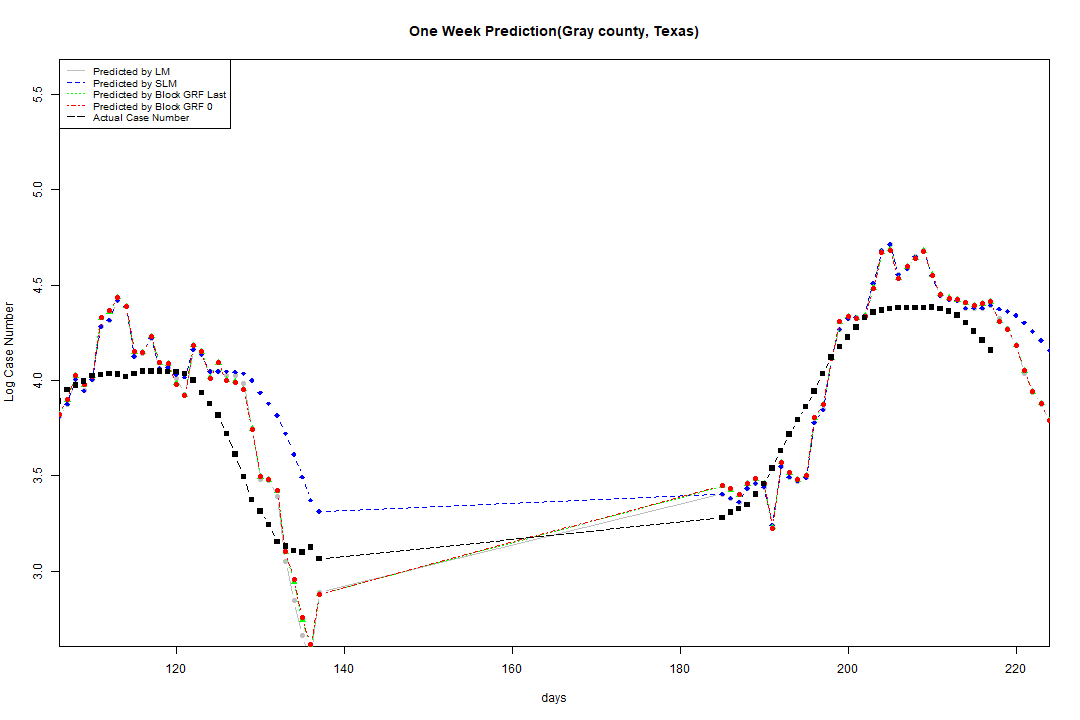 One Week Prediction(Gray county, Texas)
Predicted by LM
Predicted by SLM
Predicted by Block GRF Last
Predicted by Block GRF 0
Actual Case Number
5.5
5.0
4.5
4.0
3.5
3.0
Log Case Number
120 140 160 180 200 220
days